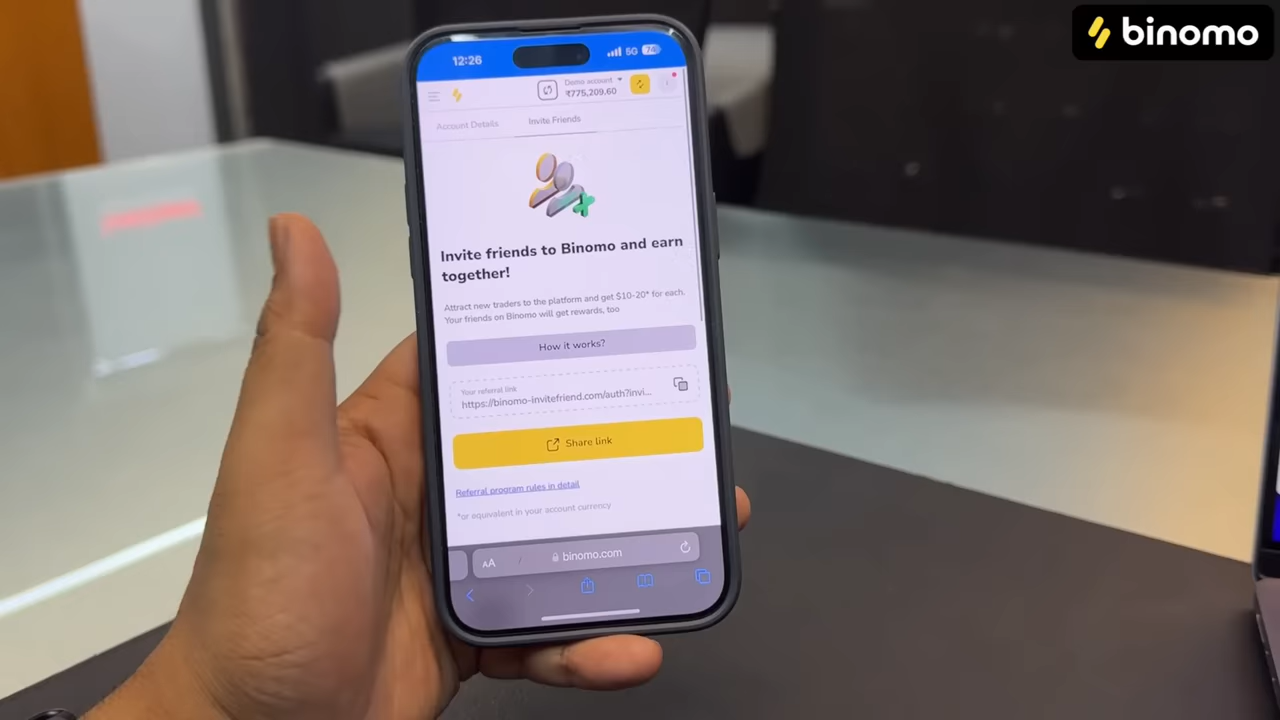 binomo
12:26
5G 74
Demo account
₹775,209.60
Account Details Invite Friends
Invite friends to Binomo and earn
together!
Attract new traders to the platform and get $10-20* for each.
Your friends on Binomo will get rewards, too
How it works?
Your referral link
https://binomo-invitefriend.com/auth?invi...
Share link
Referral program rules in detail
*or equivalent in your account currency
AA binomo.com